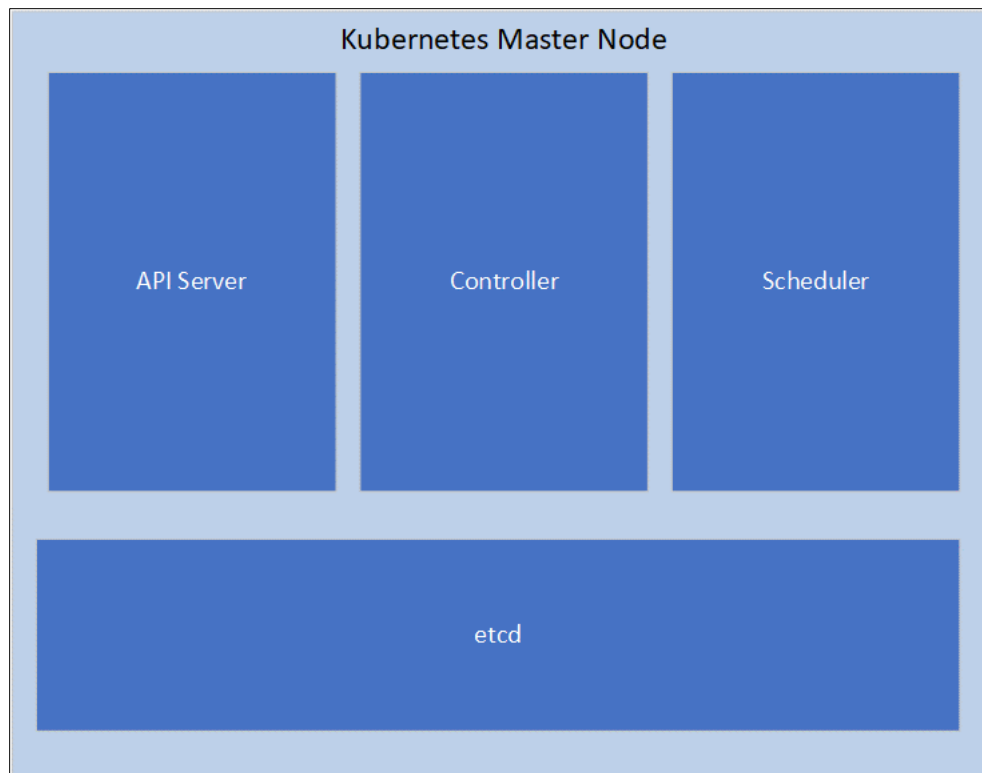 Kubernetes Master Node
API Server
Controller
Scheduler
etcd